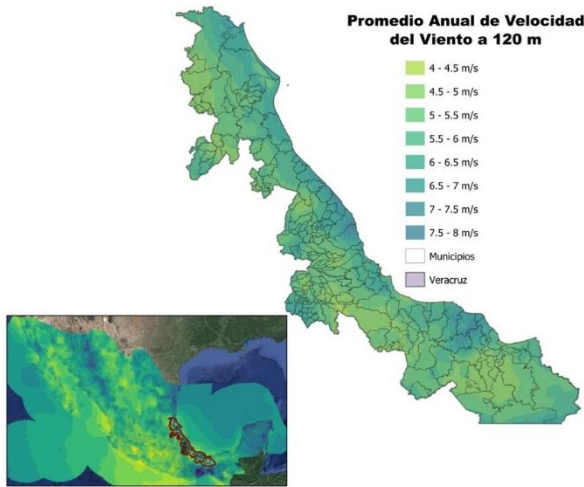 Promedio Anual de Velocidad
del Viento a 120 m
4 - 4.5 m/s
4.5 - 5 m/s
5 - 5.5 m/s
5.5 - 6 m/s
6 - 6.5 m/s
6.5 - 7 m/s
7 - 7.5 m/s
7.5 - 8 m/s
Municipios
Veracruz